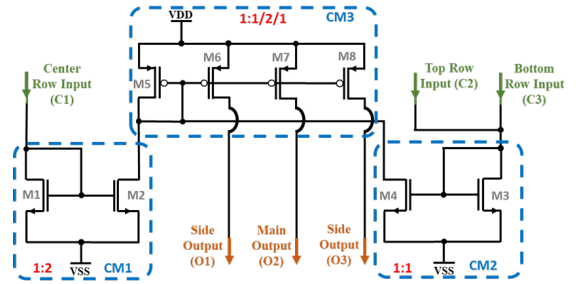 VDD
1:1/2/1
CM3
M5
M6
M7
M8
Center
Row Input
(C1)
Top Row
Input (C2)
Bottom
Row Input
(C3)
M1
M2
M4
M3
VSS
1:2
CM1
Side
Output
(O1)
Main
Output
(O2)
Side
Output
(O3)
1:1
VSS
CM2